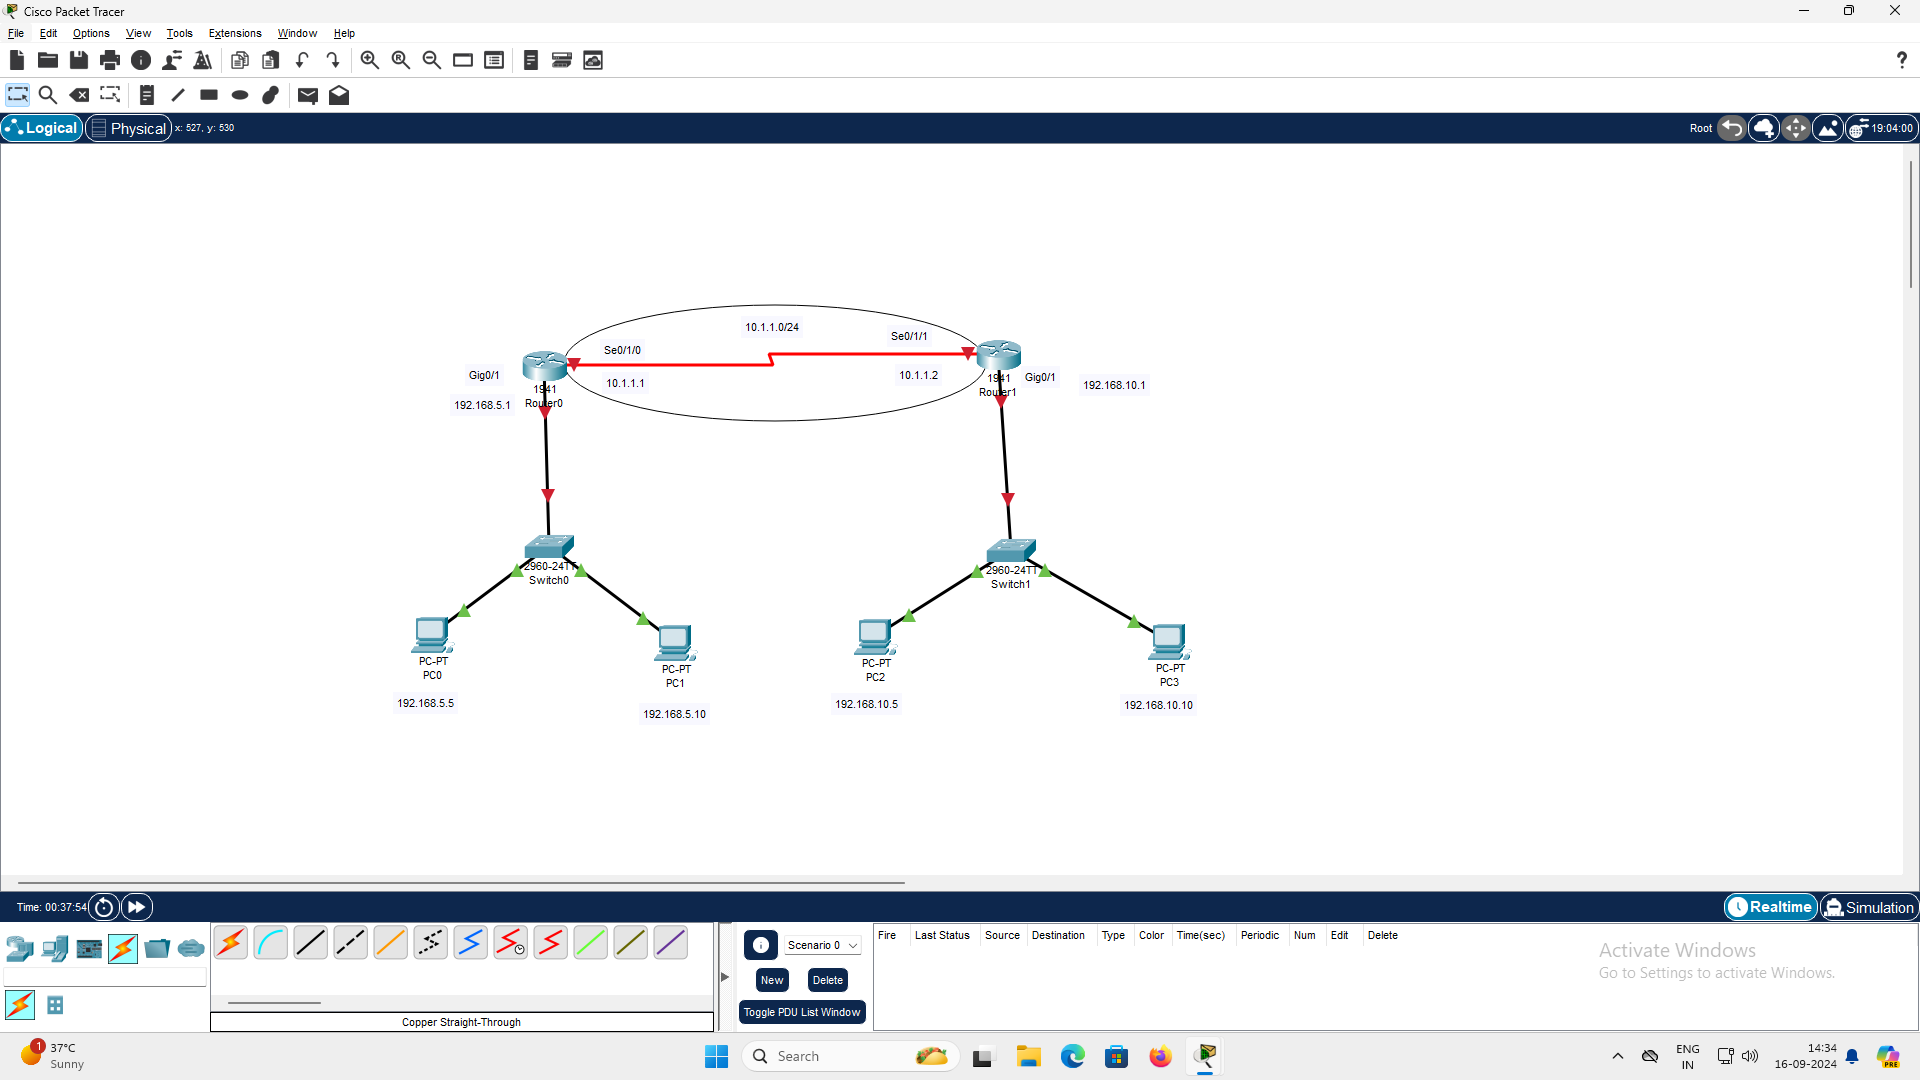 Cisco Packet Tracer
File Edit Options View Tools Extensions Window Help
Logical Physical x: 527, y: 530 Root 19:04:00
10.1.1.0/24
Se0/1/0 Se0/1/1
Gig0/1 10.1.1.1 10.1.1.2 Gig0/1 192.168.10.1
1941
Router0
192.168.5.1
1941
Router1
2960-24TT
Switch0
2960-24TT
Switch1
PC-PT
PC0
192.168.5.5
PC-PT
PC1
192.168.5.10
PC-PT
PC2
192.168.10.5
PC-PT
PC3
192.168.10.10
Time: 00:37:54 Realtime Simulation
Copper Straight-Through
Scenario 0
New Delete
Toggle PDU List Window
Fire Last Status Source Destination Type Color Time(sec) Periodic Num Edit Delete
Activate Windows
Go to Settings to activate Windows.
1
37°C
Sunny
Search
PRE
ENG
IN
14:34
16-09-2024